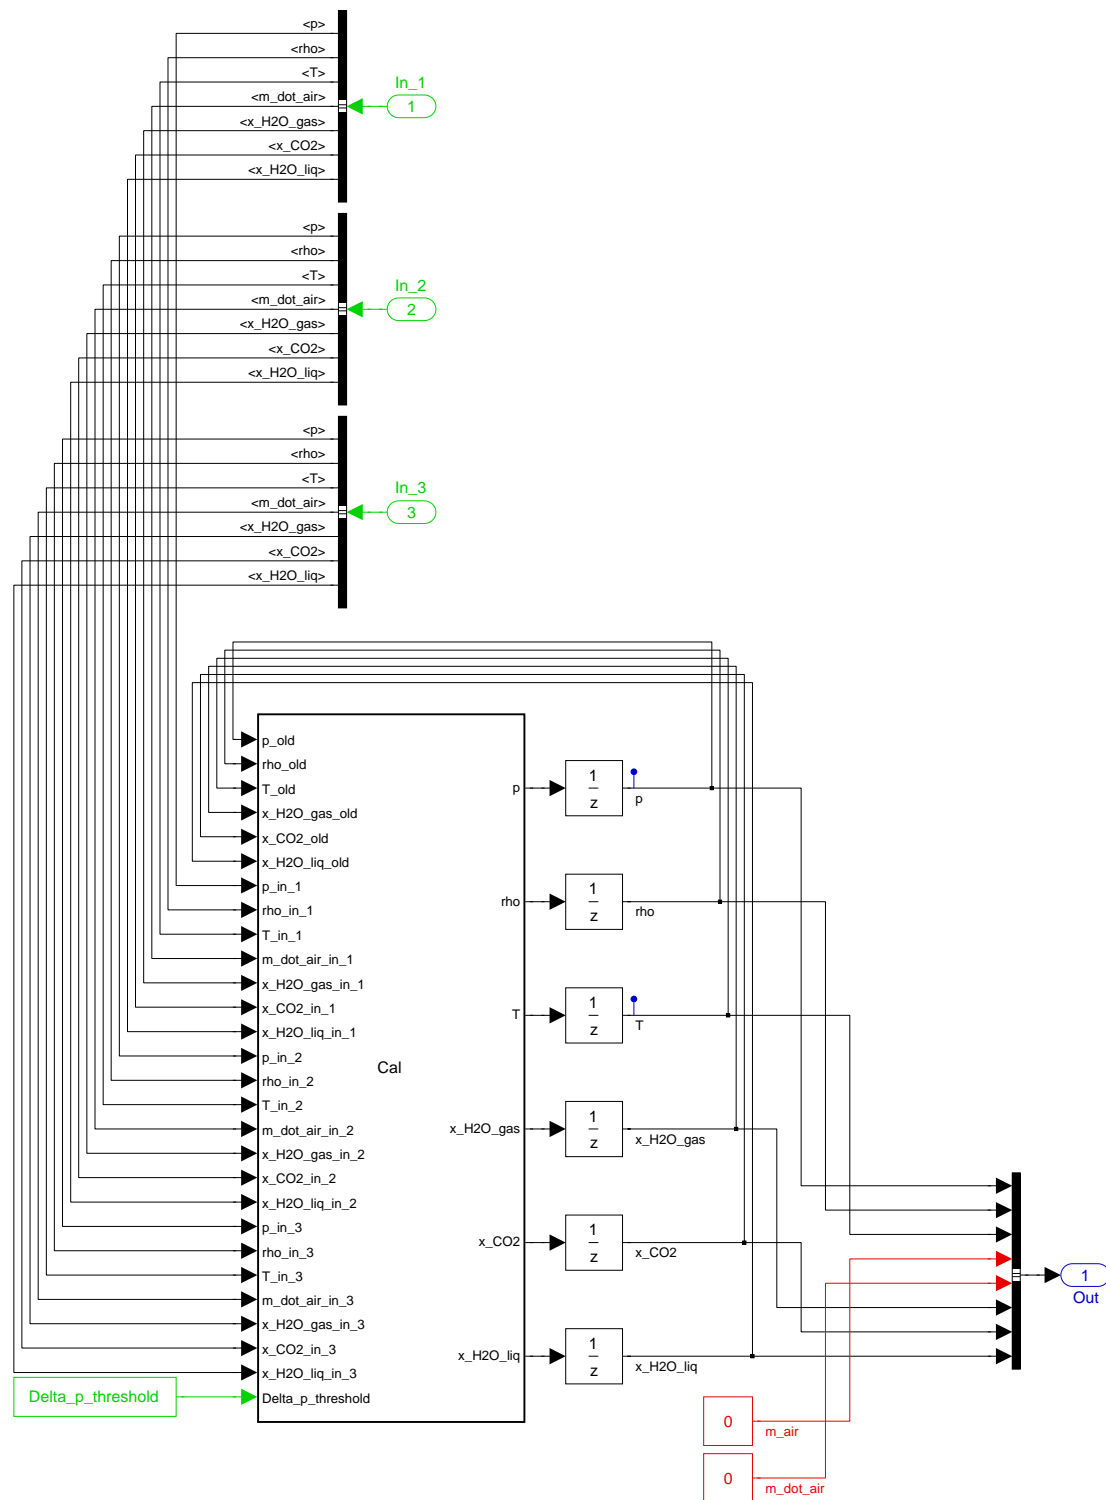 <p>
<rho>
<T>
<m_dot_air>
<x_H2O_gas>
<x_CO2>
<x_H2O_liq>
In_1
1
<p>
<rho>
<T>
<m_dot_air>
<x_H2O_gas>
<x_CO2>
<x_H2O_liq>
In_2
2
<p>
<rho>
<T>
<m_dot_air>
<x_H2O_gas>
<x_CO2>
<x_H2O_liq>
In_3
3
p_old
rho_old
T_old
x_H2O_gas_old
x_CO2_old
x_H2O_liq_old
p_in_1
rho_in_1
T_in_1
m_dot_air_in_1
x_H2O_gas_in_1
x_CO2_in_1
x_H2O_liq_in_1
p_in_2
rho_in_2
T_in_2
m_dot_air_in_2
x_H2O_gas_in_2
x_CO2_in_2
x_H2O_liq_in_2
p_in_3
rho_in_3
T_in_3
m_dot_air_in_3
x_H2O_gas_in_3
x_CO2_in_3
x_H2O_liq_in_3
Delta_p_threshold
Delta_p_threshold
Cal
p
rho
T
x_H2O_gas
x_CO2
x_H2O_liq
1
z
p
1
z
rho
1
z
T
1
z
x_H2O_gas
1
z
x_CO2
1
z
x_H2O_liq
0
m_air
0
m_dot_air
1
Out